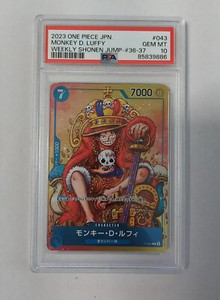 2023 ONE PIECE JPN #043
MONKEY D. LUFFY GEM MT
WEEKLY SHONEN JUMP-#36-37 10
PSA 85839886
7 7000
CHARACTER
モンキー・D・ルフィ